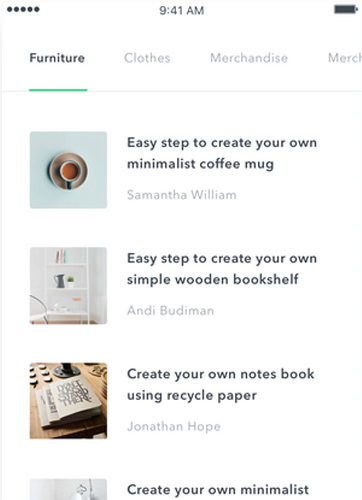 9:41 AM
Furniture Clothes Merchandise Merch
Easy step to create your own
minimalist coffee mug
Samantha William
Easy step to create your own
simple wooden bookshelf
Andi Budiman
Create your own notes book
using recycle paper
Jonathan Hope
Create your own minimalist